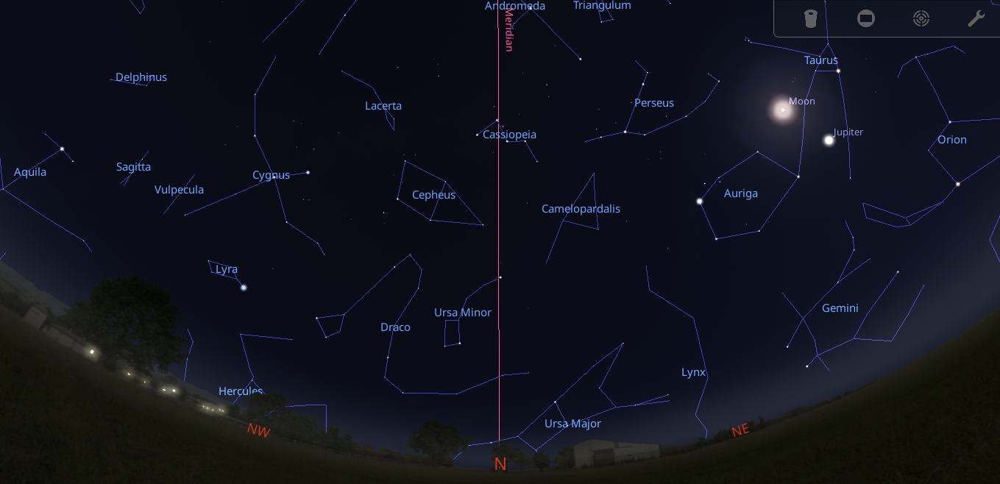 Andromeda
Triangulum
Meridian
Taurus
Delphinus
Moon
Lacerta
Perseus
Cassiopeia
Jupiter
Orion
Sagitta
Aquila
Cygnus
Vulpecula
Cepheus
Auriga
Camelopardalis
Lyra
Gemini
Ursa Minor
Draco
Lynx
Hercules
Ursa Major
NW
NE
N